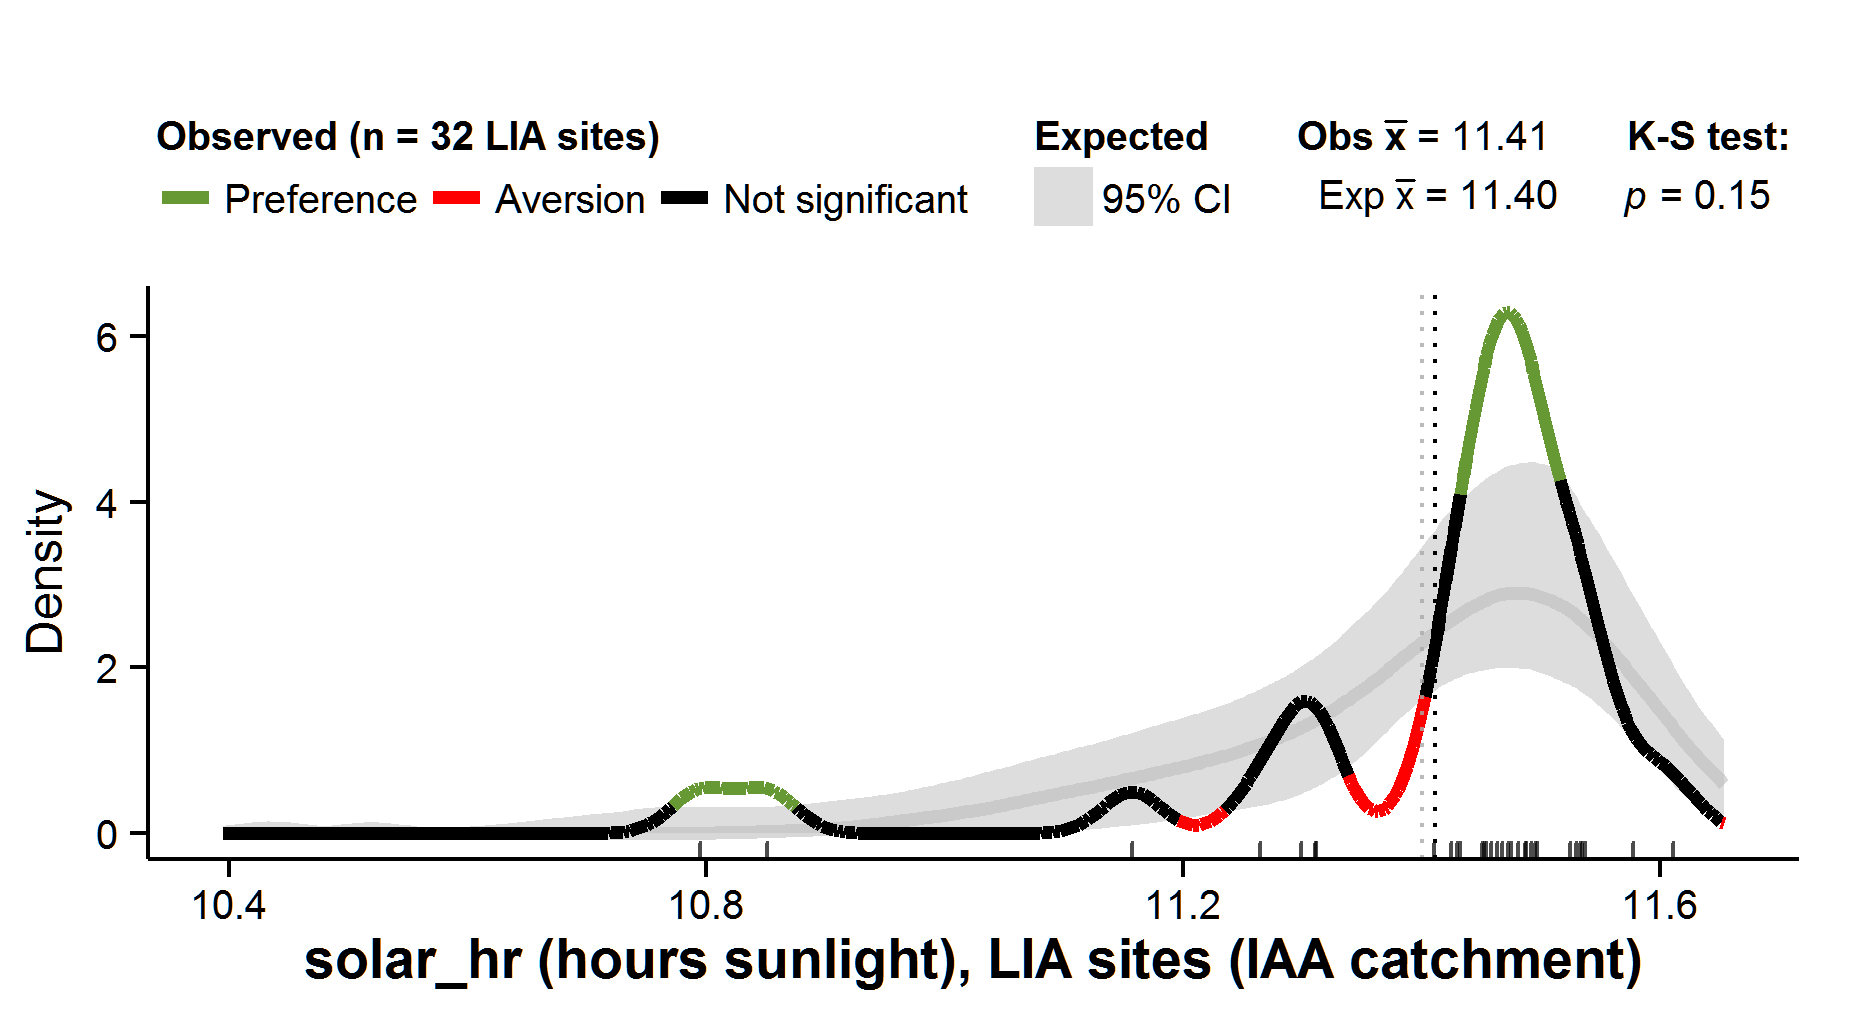 Observed (n = 32 LIA sites)
Preference Aversion Not significant
Expected
95% CI
Obs x̅ = 11.41
Exp x̅ = 11.40
K-S test:
p = 0.15
Density
6
4
2
0
10.4 10.8 11.2 11.6
solar_hr (hours sunlight), LIA sites (IAA catchment)